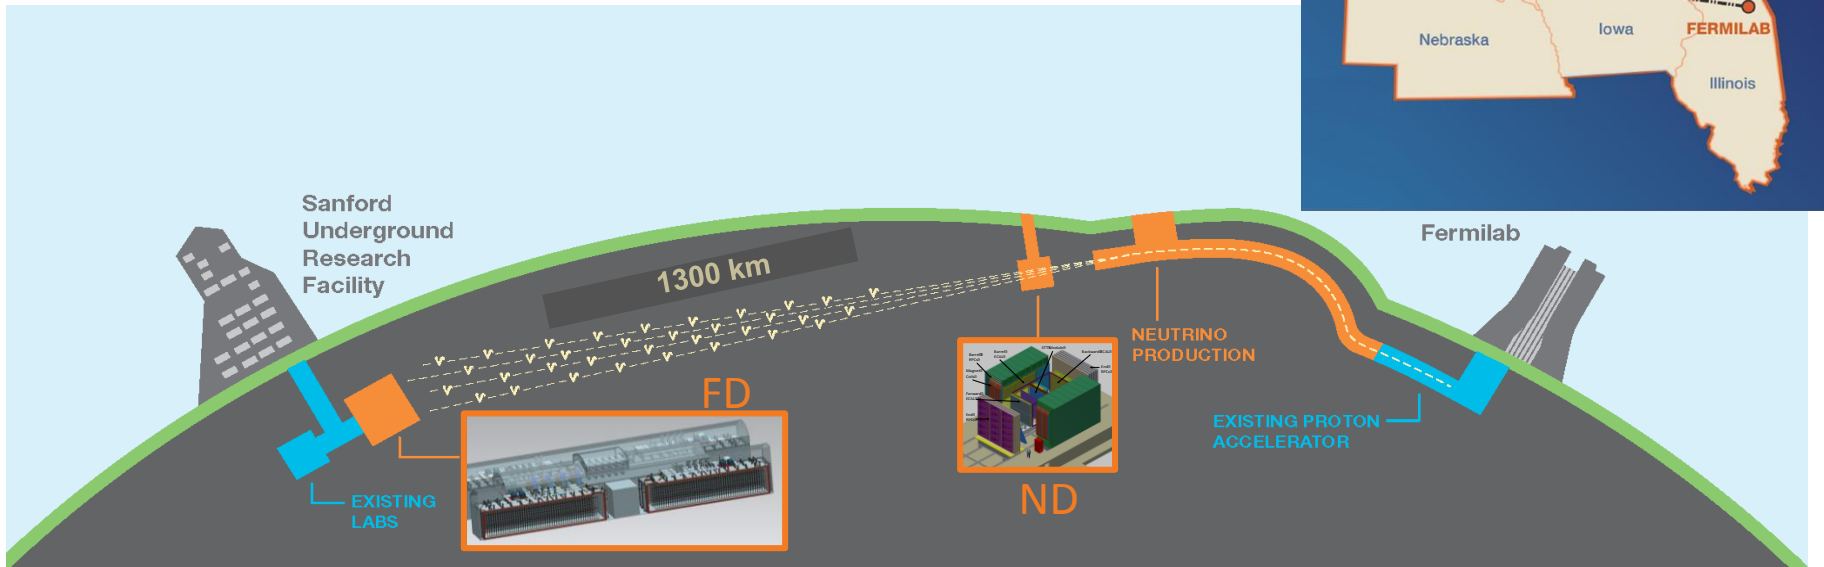 Nebraska
Iowa
FERMILAB
Illinois
Sanford
Underground
Research
Facility
1300 km
Fermilab
NEUTRINO
PRODUCTION
FD
EXISTING PROTON
ACCELERATOR
ND
EXISTING
LABS